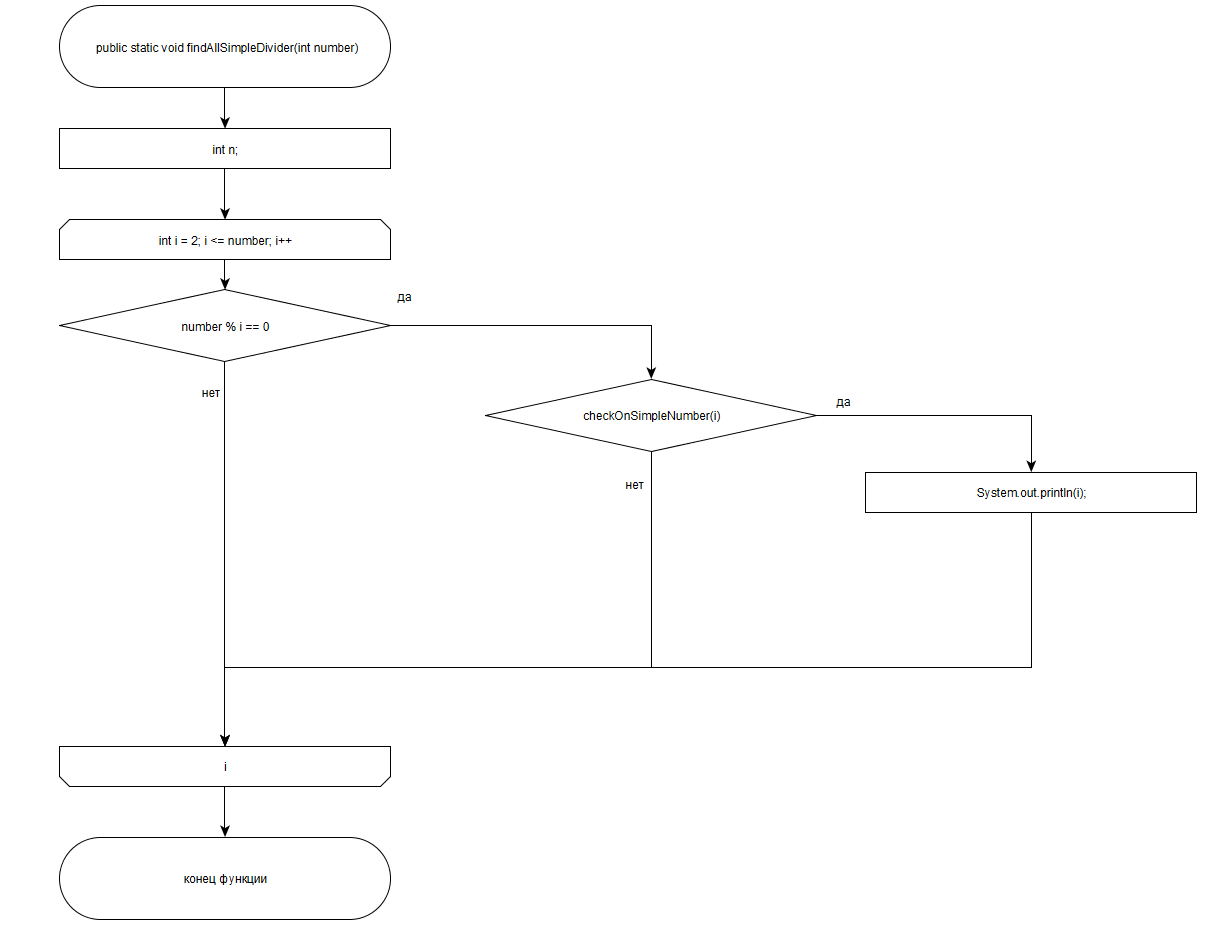 public static void findAllSimpleDivider(int number)
int n;
int i = 2; i <= number; i++
да
number % i == 0
нет
да
checkOnSimpleNumber(i)
нет
System.out.println(i);
i
конец функции